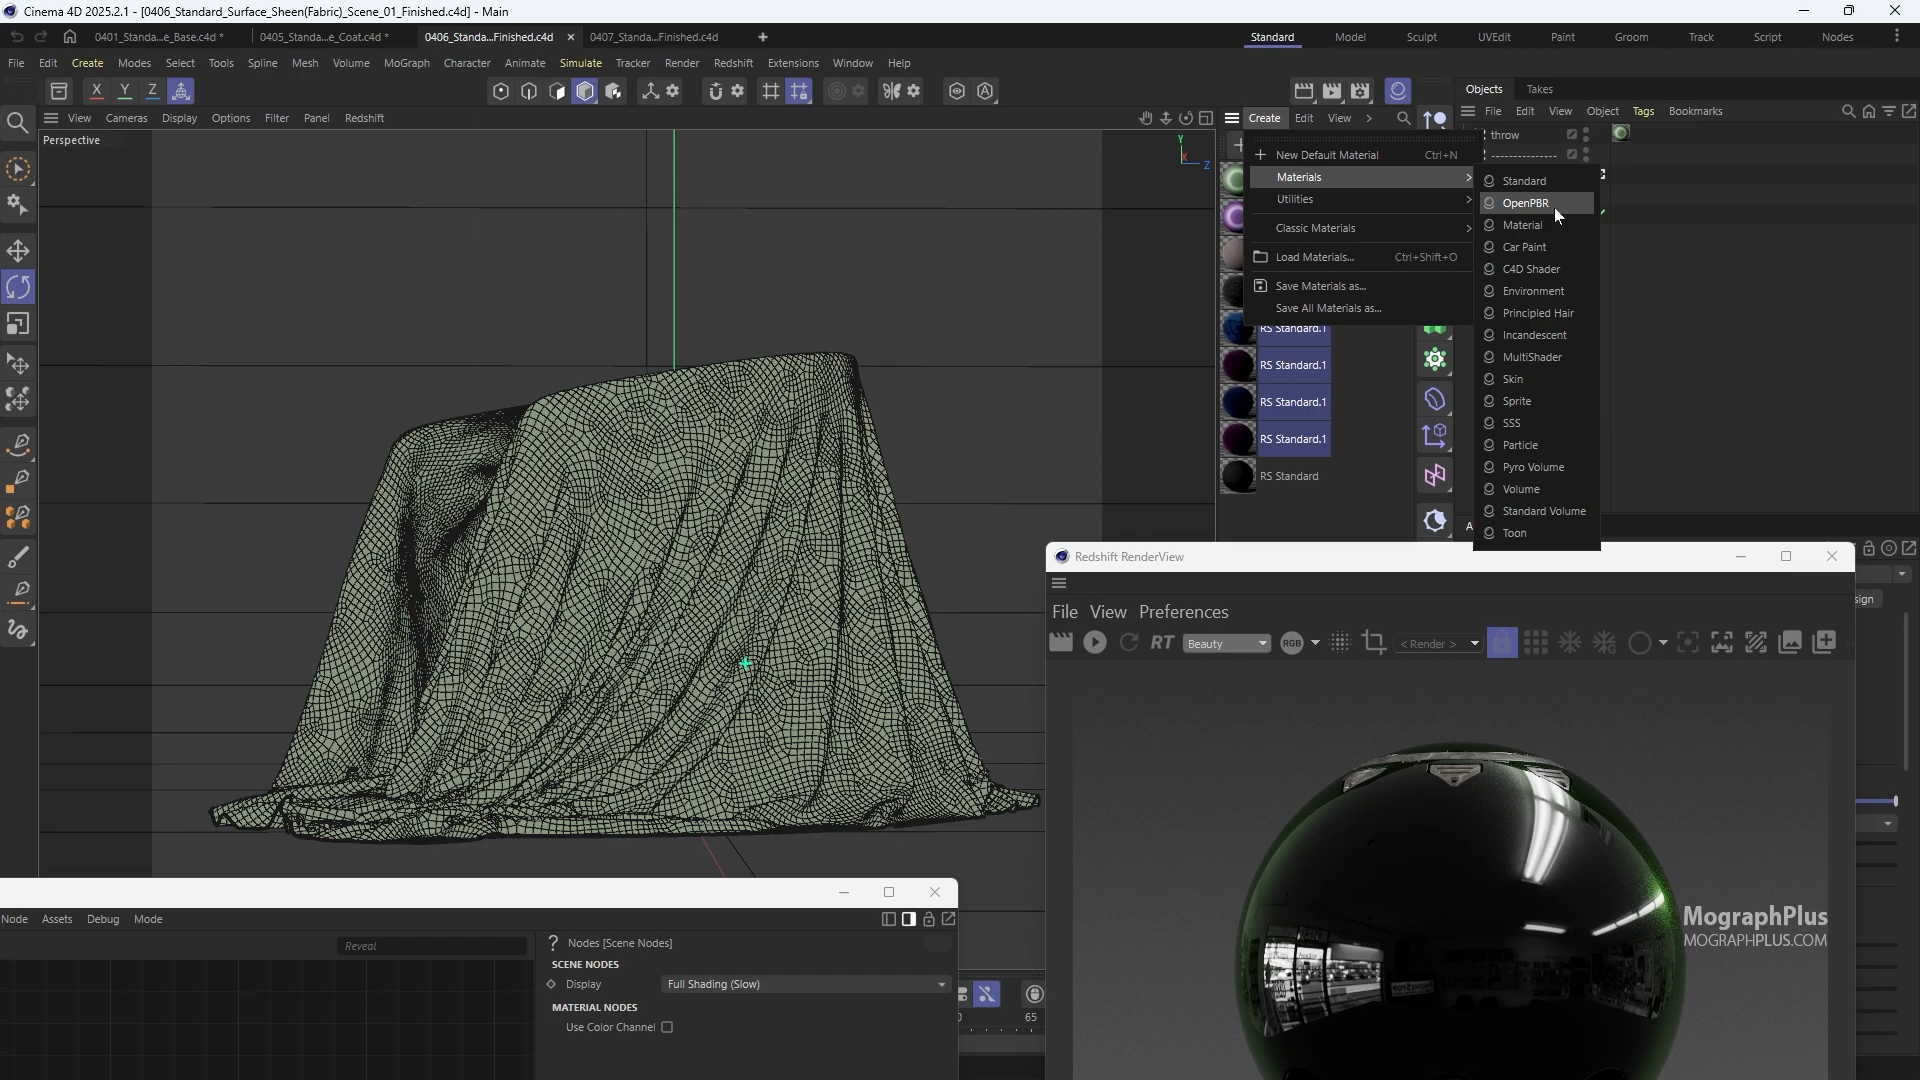 Cinema 4D 2025.2.1 - [0406_Standard_Surface_Sheen(Fabric)_Scene_01_Finished.c4d] - Main
0401_Standa...e_Base.c4d *
0405_Standa...e_Coat.c4d *
0406_Standa...Finished.c4d
0407_Standa...Finished.c4d
Standard Model Sculpt UVEdit Paint Groom Track Script Nodes
File Edit Create Modes Select Tools Spline Mesh Volume MoGraph Character Animate Simulate Tracker Render Redshift Extensions Window Help
X Y Z
Objects Takes
View Cameras Display Options Filter Panel Redshift
Create Edit View
File Edit View Object Tags Bookmarks
Perspective
Y
X
Z
throw
New Default Material Ctrl+N
Materials
Utilities
Classic Materials
Load Materials... Ctrl+Shift+O
Save Materials as...
Save All Materials as...
Standard
OpenPBR
Material
Car Paint
C4D Shader
Environment
Principled Hair
Incandescent
MultiShader
Skin
Sprite
SSS
Particle
Pyro Volume
Volume
Standard Volume
Toon
RS Standard.1
RS Standard.1
RS Standard.1
RS Standard.1
RS Standard
Redshift RenderView
File View Preferences
RT Beauty RGB < Render >
sign
MographPlus
MOGRAPHPLUS.COM
Node Assets Debug Mode
Reveal
Nodes [Scene Nodes]
SCENE NODES
Display Full Shading (Slow)
MATERIAL NODES
Use Color Channel
65